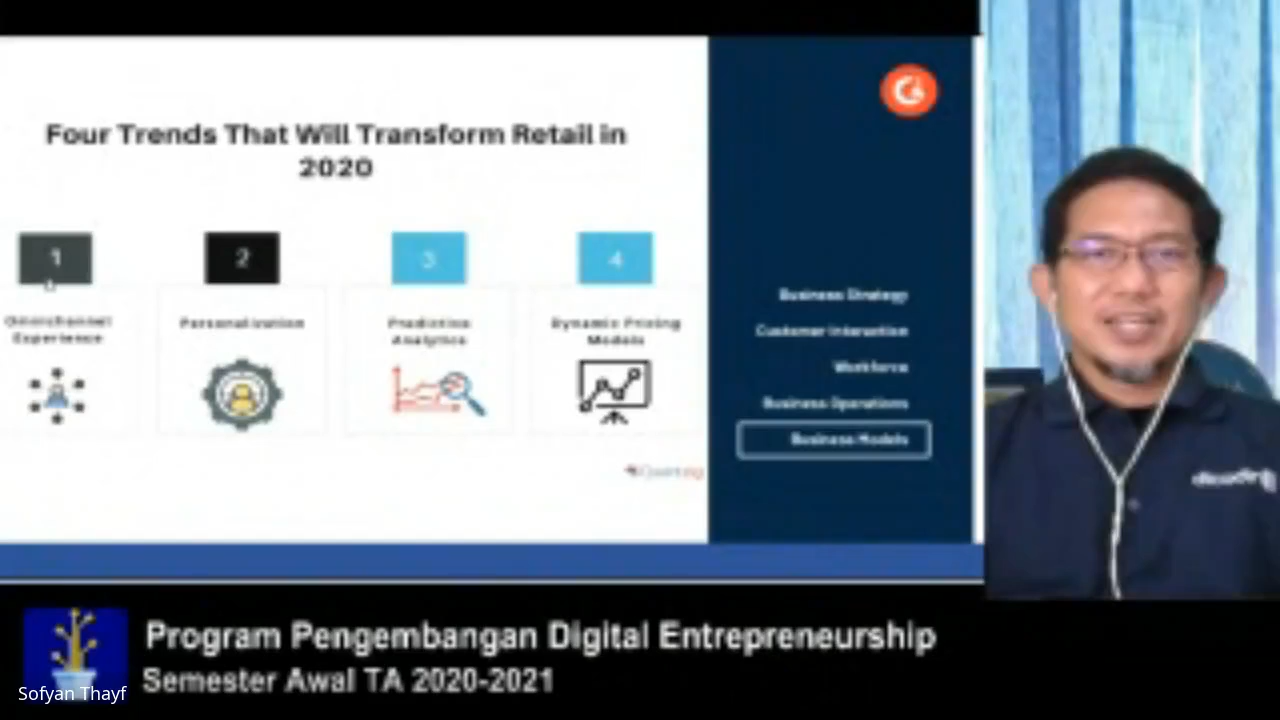 Four Trends That Will Transform Retail in
2020
1
2
3
4
Omnichannel
Experience
Personalization
Predictive
Analytics
Dynamic Pricing
Models
Business Strategy
Customer Interaction
Workforce
Business Operations
Business Models
Program Pengembangan Digital Entrepreneurship
Semester Awal TA 2020-2021
Sofyan Thayf